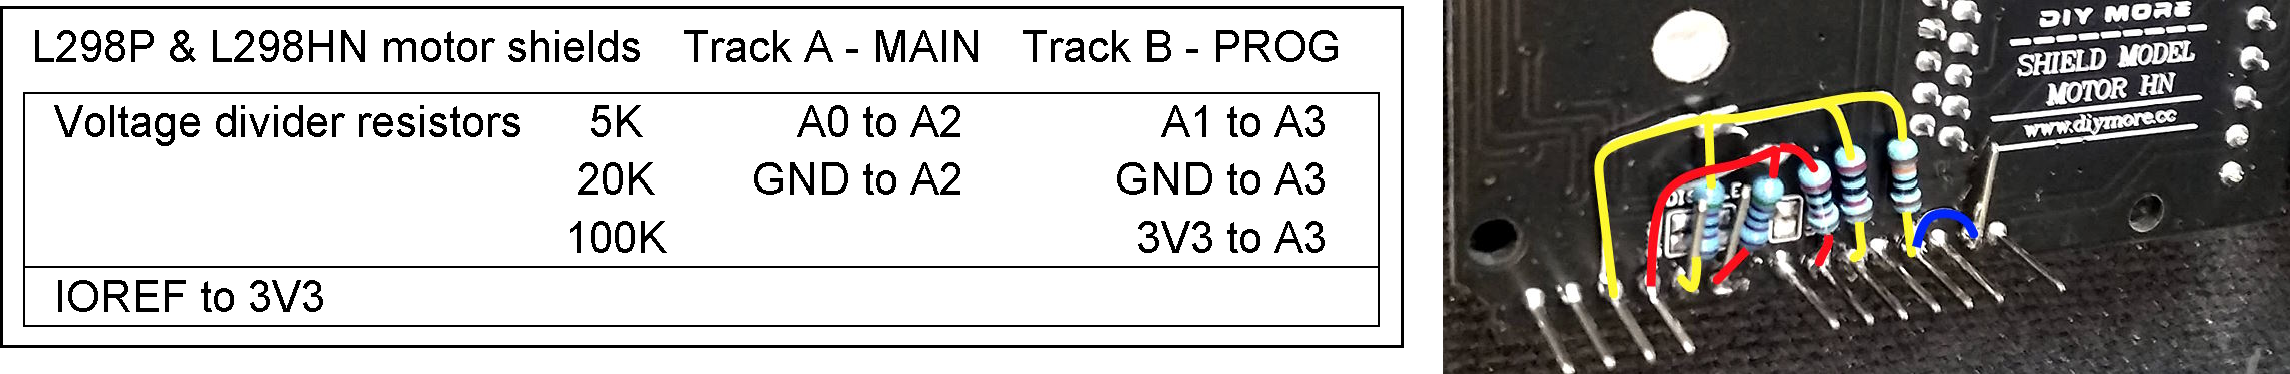 L298P & L298HN motor shields Track A - MAIN Track B - PROG
Voltage divider resistors 5K A0 to A2 A1 to A3
20K GND to A2 GND to A3
100K 3V3 to A3
IOREF to 3V3
DIY MORE
SHIELD MODEL
MOTOR HN
www.diymore.cc